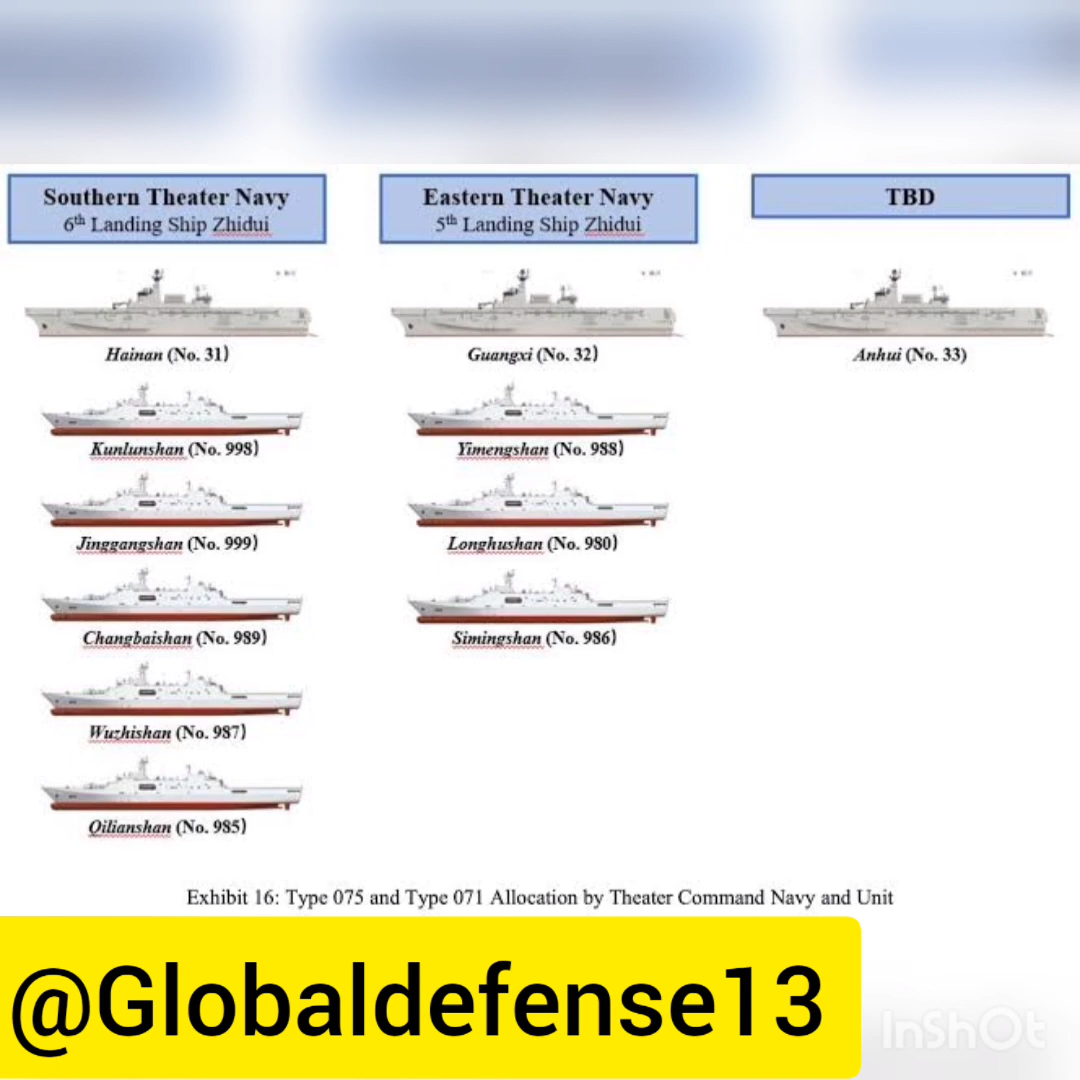 Southern Theater Navy
6th Landing Ship Zhidui
Eastern Theater Navy
5th Landing Ship Zhidui
TBD
Hainan (No. 31)
Guangxi (No. 32)
Anhui (No. 33)
Kunlunshan (No. 998)
Yimengshan (No. 988)
Jinggangshan (No. 999)
Longhushan (No. 980)
Changbaishan (No. 989)
Simingshan (No. 986)
Wuzhishan (No. 987)
Qilianshan (No. 985)
Exhibit 16: Type 075 and Type 071 Allocation by Theater Command Navy and Unit
@Globaldefense13
InShOt